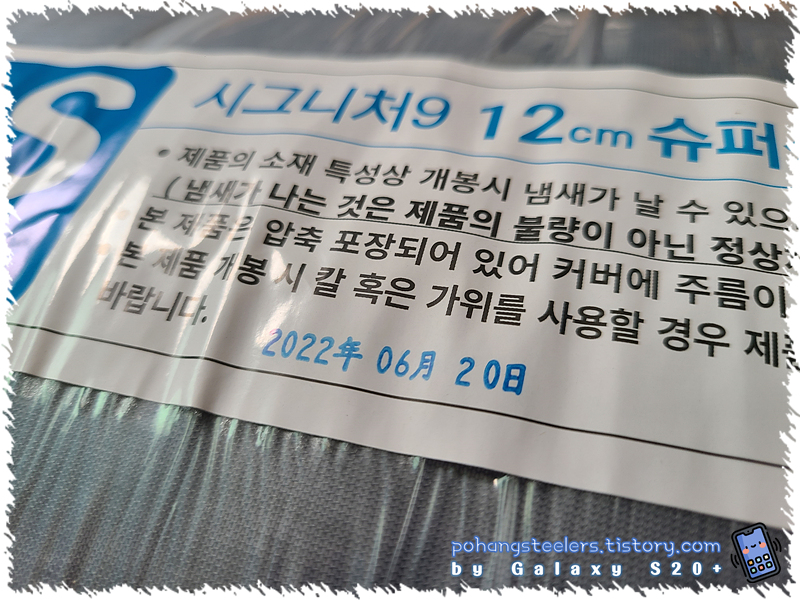 S
시그니처9 12cm 슈퍼
• 제품의 소재 특성상 개봉시 냄새가 날 수 있으
( 냄새가 나는 것은 제품의 불량이 아닌 정상
• 본 제품은 압축 포장되어 있어 커버에 주름이
• 본 제품 개봉 시 칼 혹은 가위를 사용할 경우 제품
바랍니다.
2022年 06月 20日
pohangsteelers.tistory.com
by Galaxy S20+